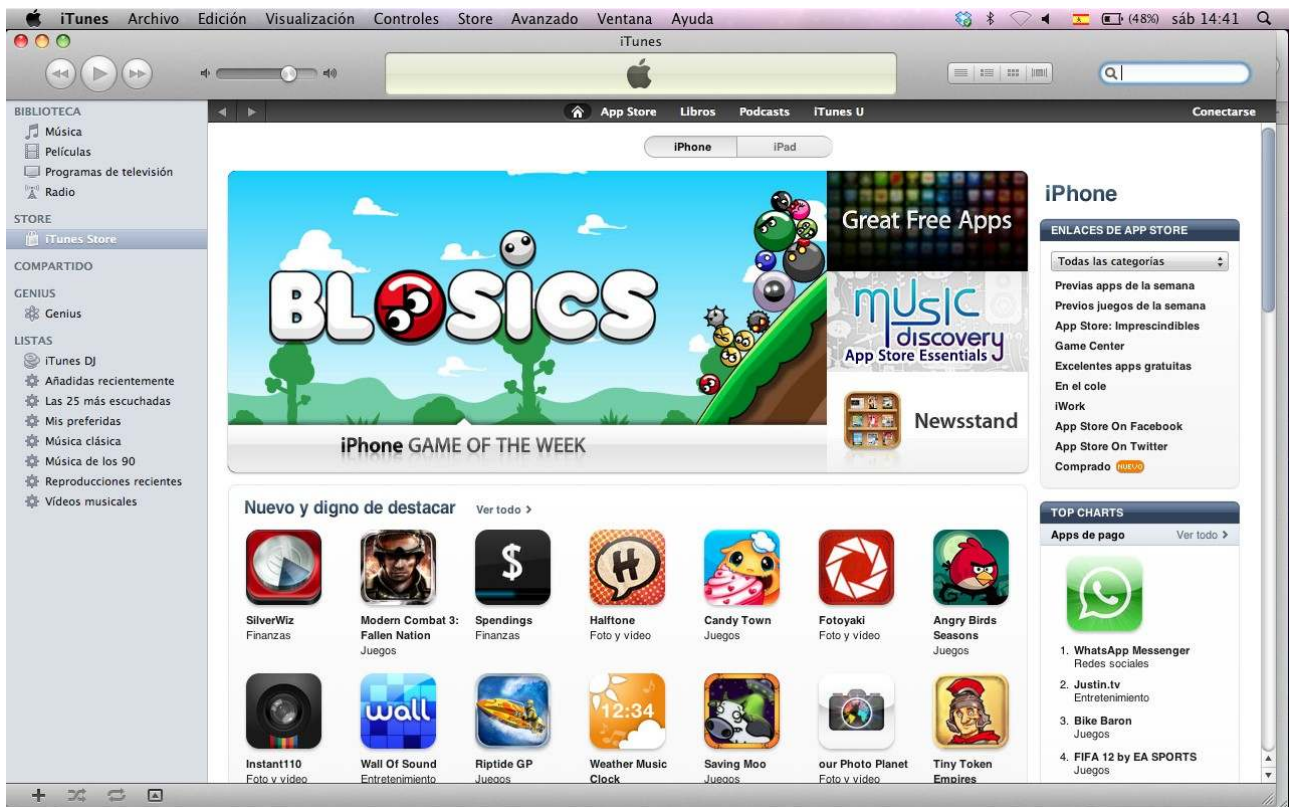 iTunes Archivo Edición Visualización Controles Store Avanzado Ventana Ayuda (48%) sáb 14:41
iTunes
BIBLIOTECA
Música
Películas
Programas de televisión
Radio
STORE
iTunes Store
COMPARTIDO
GENIUS
Genius
LISTAS
iTunes DJ
Añadidas recientemente
Las 25 más escuchadas
Mis preferidas
Música clásica
Música de los 90
Reproducciones recientes
Vídeos musicales
App Store Libros Podcasts iTunes U Conectarse
iPhone iPad
BLOSICS
iPhone GAME OF THE WEEK
Great Free Apps
music
discovery
App Store Essentials
Newsstand
iPhone
ENLACES DE APP STORE
Todas las categorías
Previas apps de la semana
Previos juegos de la semana
App Store: Imprescindibles
Game Center
Excelentes apps gratuitas
En el cole
iWork
App Store On Facebook
App Store On Twitter
Comprado NUEVO
Nuevo y digno de destacar Ver todo >
$
H
SilverWiz
Finanzas
Modern Combat 3:
Fallen Nation
Juegos
Spendings
Finanzas
Halftone
Foto y vídeo
Candy Town
Juegos
Fotoyaki
Foto y vídeo
Angry Birds
Seasons
Juegos
wall
12:34
Instant110
Foto y vídeo
Wall Of Sound
Entretenimiento
Riptide GP
Juegos
Weather Music
Clock
Saving Moo
Juegos
our Photo Planet
Foto y vídeo
Tiny Token
Empires
TOP CHARTS
Apps de pago Ver todo >
1. WhatsApp Messenger
Redes sociales
2. Justin.tv
Entretenimiento
3. Bike Baron
Juegos
4. FIFA 12 by EA SPORTS
Juegos